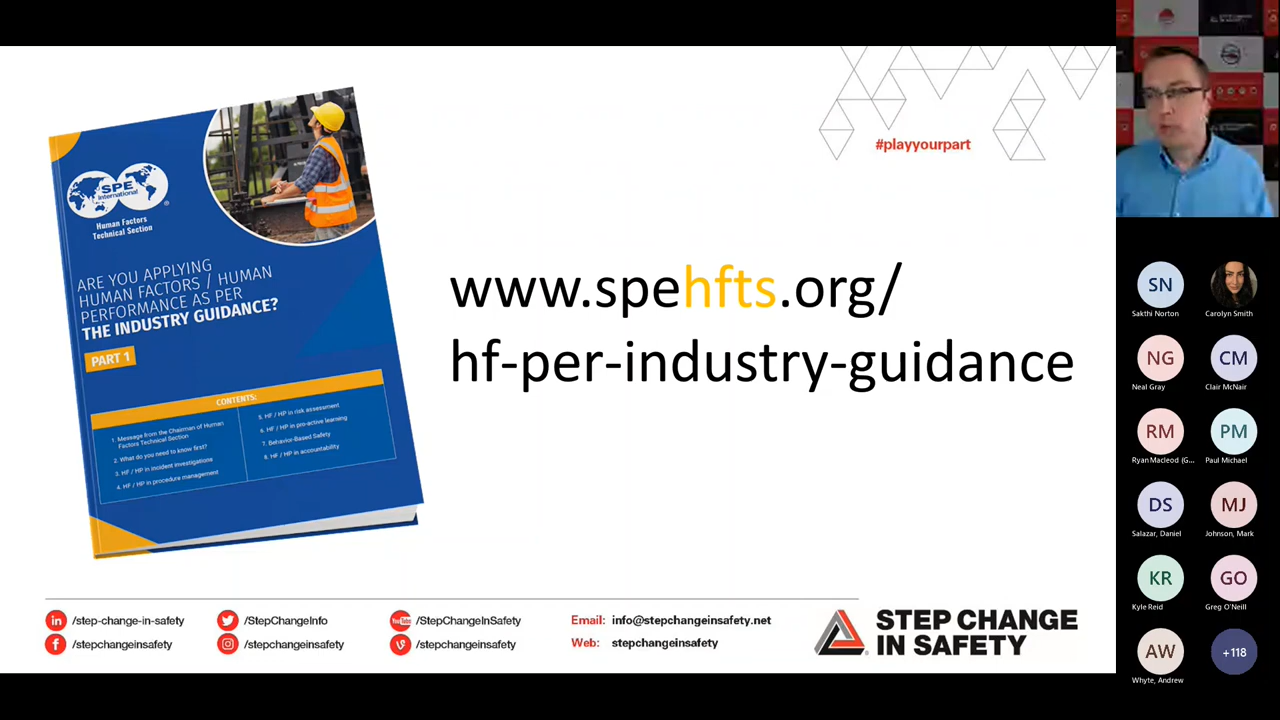 #playyourpart
SPE
International
Human Factors
Technical Section
ARE YOU APPLYING
HUMAN FACTORS / HUMAN
PERFORMANCE AS PER
THE INDUSTRY GUIDANCE?
PART 1
CONTENTS:
1. Message from the Chairman of Human
Factors Technical Section
2. What do you need to know first?
3. HF / HP in incident investigations
4. HF / HP in procedure management
5. HF / HP in risk assessment
6. HF / HP in pro-active learning
7. Behavior-Based Safety
8. HF / HP in accountability
www.spehfts.org/
hf-per-industry-guidance
/step-change-in-safety
/StepChangeInfo
/StepChangeInSafety
Email: info@stepchangeinsafety.net
/stepchangeinsafety
/stepchangeinsafety
/stepchangeinsafety
Web: stepchangeinsafety
STEP CHANGE
IN SAFETY
SN
Sakthi Norton
Carolyn Smith
NG
Neal Gray
CM
Clair McNair
RM
Ryan Macleod (G...
PM
Paul Michael
DS
Salazar, Daniel
MJ
Johnson, Mark
KR
Kyle Reid
GO
Greg O'Neill
AW
Whyte, Andrew
+118